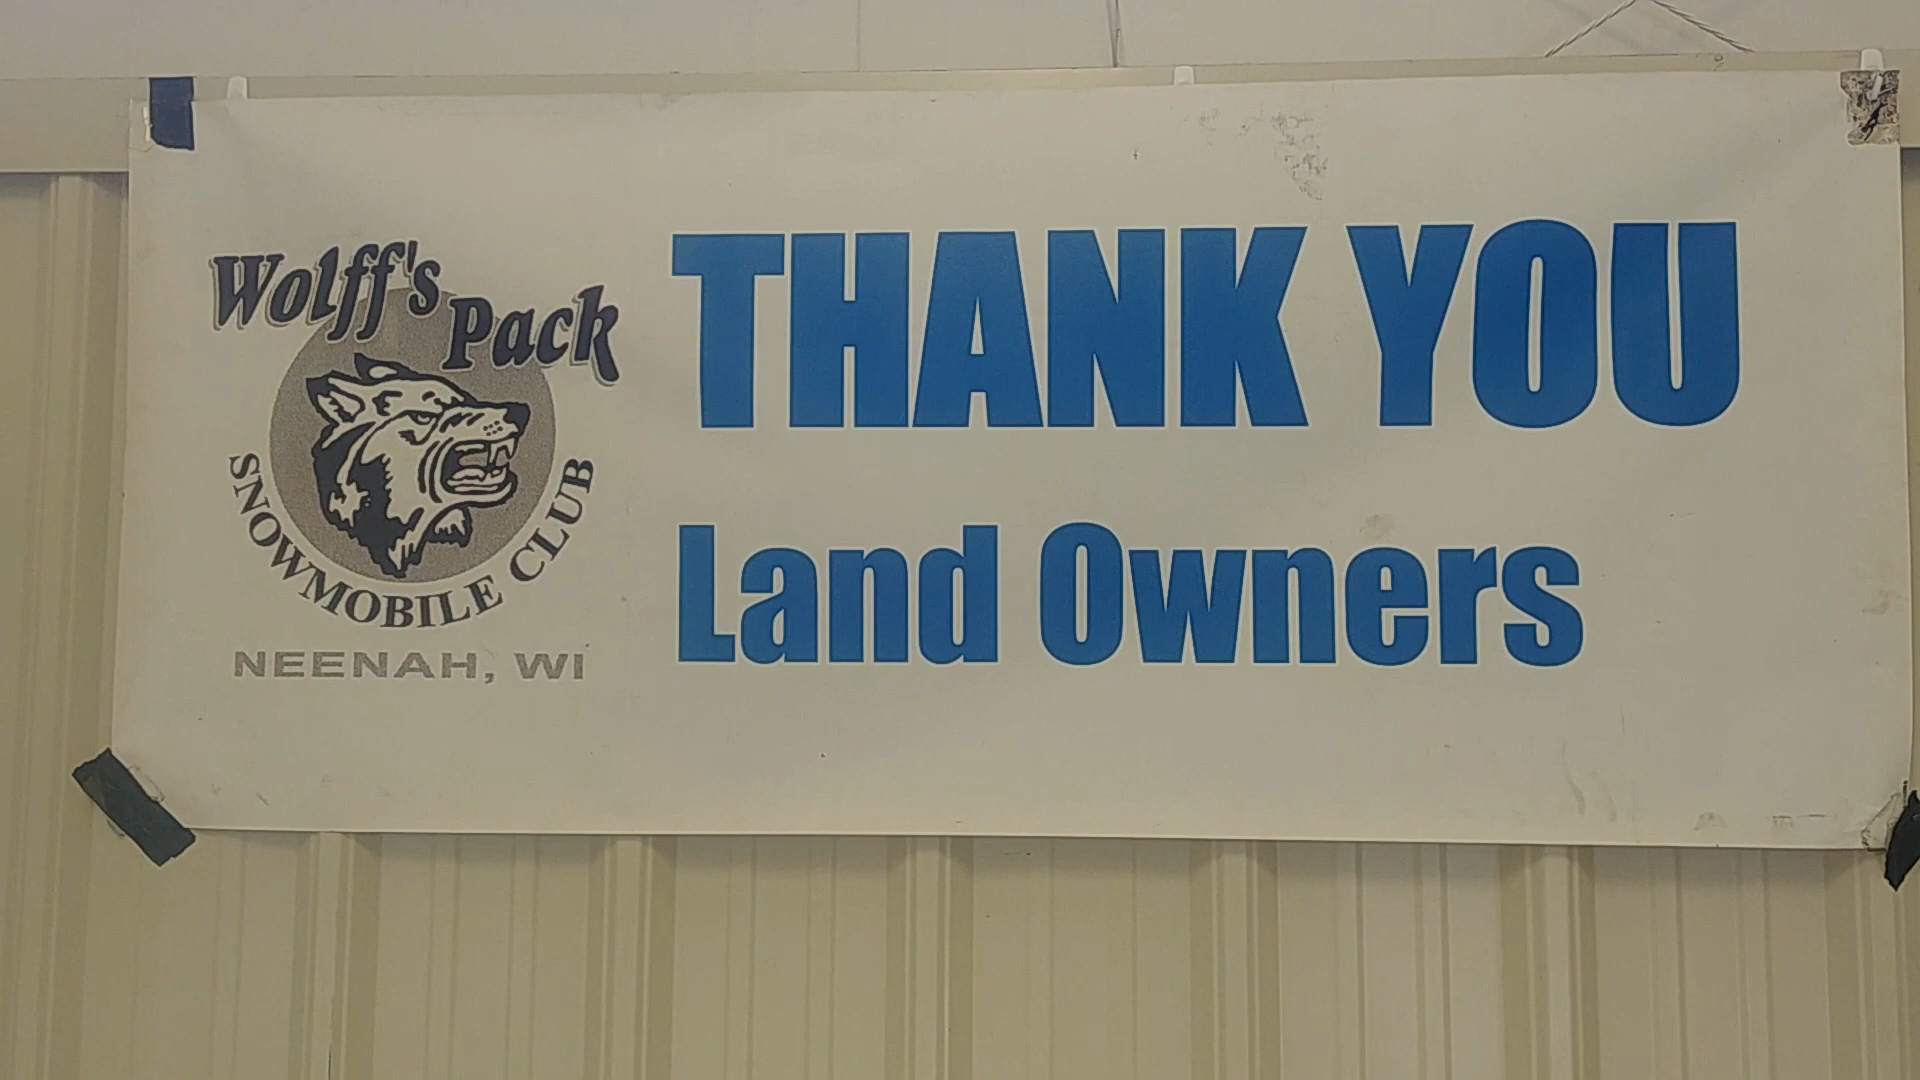 Wolff's Pack
SNOWMOBILE CLUB
NEENAH, WI
THANK YOU
Land Owners